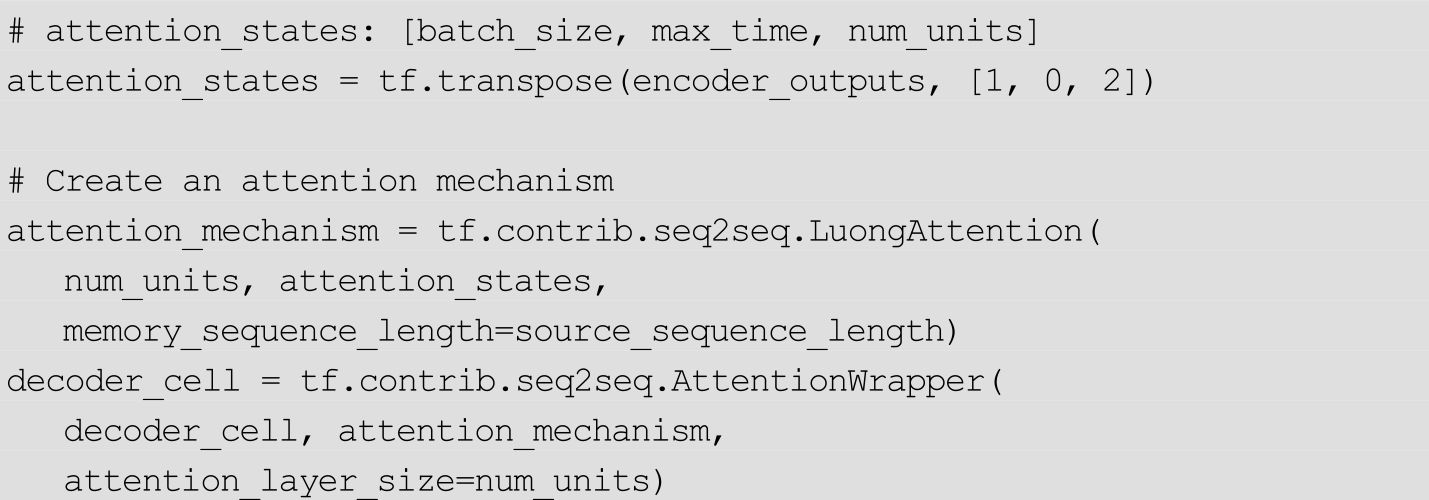 # attention_states: [batch_size, max_time, num_units]
attention_states = tf.transpose(encoder_outputs, [1, 0, 2])
# Create an attention mechanism
attention_mechanism = tf.contrib.seq2seq.LuongAttention(
num_units, attention_states,
memory_sequence_length=source_sequence_length)
decoder_cell = tf.contrib.seq2seq.AttentionWrapper(
decoder_cell, attention_mechanism,
attention_layer_size=num_units)